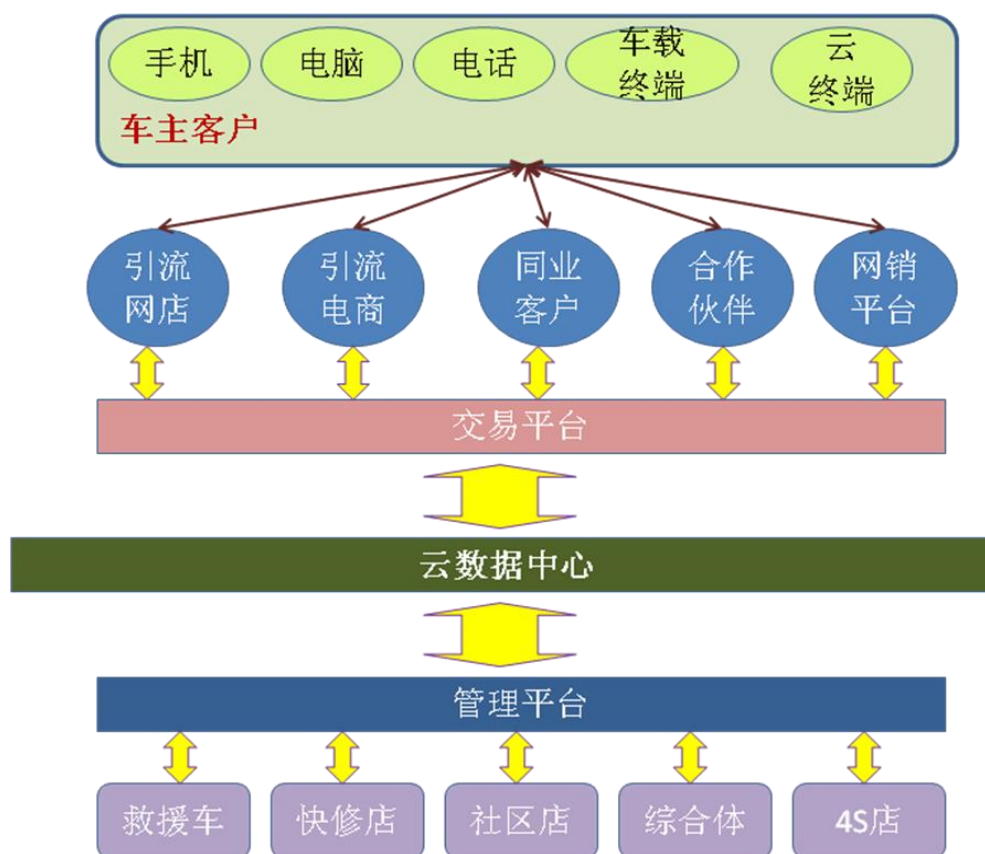 手机
电脑
电话
车载
终端
云
终端
车主客户
引流
网店
引流
电商
同业
客户
合作
伙伴
网销
平台
交易平台
云数据中心
管理平台
救援车
快修店
社区店
综合体
4S店